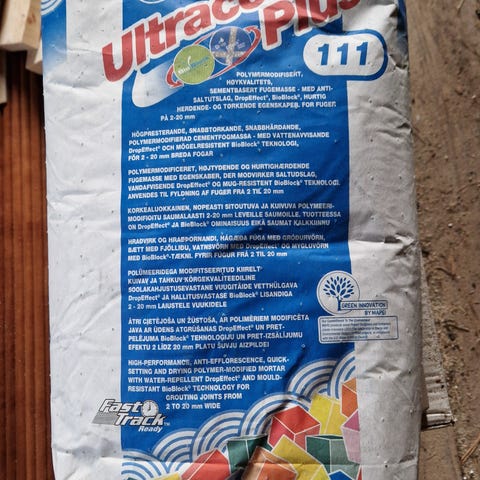 Ultraco
Plus
BioBlock
111
POLYMERMODIFISERT,
HØYKVALITETS,
SEMENTBASERT FUGEMASSE - MED ANTI-
SALTUTSLAG, DropEffect®, BioBlock®, HURTIG
HERDENDE- OG TØRKENDE EGENSKAPER. FOR FUGER
PÅ 2-20 mm
HÖGPRESTERANDE, SNABBTORKANDE, SNABBHÄRDANDE,
POLYMODIFIERAD CEMENTFOGMASSA - MED VATTENAVVISANDE
DropEffect® OCH MÖGELRESISTENT BioBlock® TEKNOLOGI,
FÖR 2 - 20 mm BREDA FOGAR
POLYMERMODIFICERET, HØJTYDENDE OG HURTIGHÆRDENDE
FUGEMASSE MED EGENSKABER, DER MODVIRKER SALTUDSLAG,
VANDAFVISENDE DropEffect® OG MUG-RESISTENT BioBlock® TEKNOLOGI.
ANVENDES TIL FYLDNING AF FUGER FRA 2 TIL 20 mm
KORKEALUOKKAINEN, NOPEASTI SITOUTUVA JA KUIVUVA POLYMEERI-
MODIFIOITU SAUMALAASTI 2-20 mm LEVEILLE SAUMOILLE. TUOTTEESSA
ON DropEffect® JA BioBlock® OMINAISUUS EIKÄ SAUMAT KALKKIINNU
HRAÐVIRK OG HRAÐÞORNANDI, HÁGÆÐA FÚGA MEÐ GRÓÐURVÖRN,
BÆTT MEÐ FJÖLLIÐU, VATNSVÖRN MEÐ DropEffect® OG MYGLUVÖRN
MEÐ BioBlock®-TÆKNI. FYRIR FÚGUR FRÁ 2 TIL 20 mm
POLÜMEERIDEGA MODIFITSEERITUD KIIRELT
KUIVAV JA TAHKUV KÕRGEKVALITEEDILINE
SOOLAKAHJUSTUSEVASTANE VUUGITÄIDE VETTHÜLGAVA
DropEffect® JA HALLITUSVASTASE BioBlock® LISANDIGA
2 - 20 mm LAIUSTELE VUUKIDELE
ĀTRI CIETĒJOŠA UN ŽŪSTOŠA, AR POLIMĒRIEM MODIFICĒTA
JAVA AR ŪDENS ATGRŪŠANAS DropEffect® UN PRET-
PELĒJUMA BioBlock® TEHNOLOĢIJU UN PRET-IZSĀLĪJUMU
EFEKTU 2 LĪDZ 20 mm PLATU ŠUVJU AIZPILDEI
HIGH-PERFORMANCE, ANTI-EFFLORESCENCE, QUICK-
SETTING AND DRYING POLYMER-MODIFIED MORTAR
WITH WATER-REPELLENT DropEffect® AND MOULD-
RESISTANT BioBlock® TECHNOLOGY FOR
GROUTING JOINTS FROM
2 TO 20 mm WIDE
GREEN INNOVATION
BY MAPEI
Fast
Track
Ready